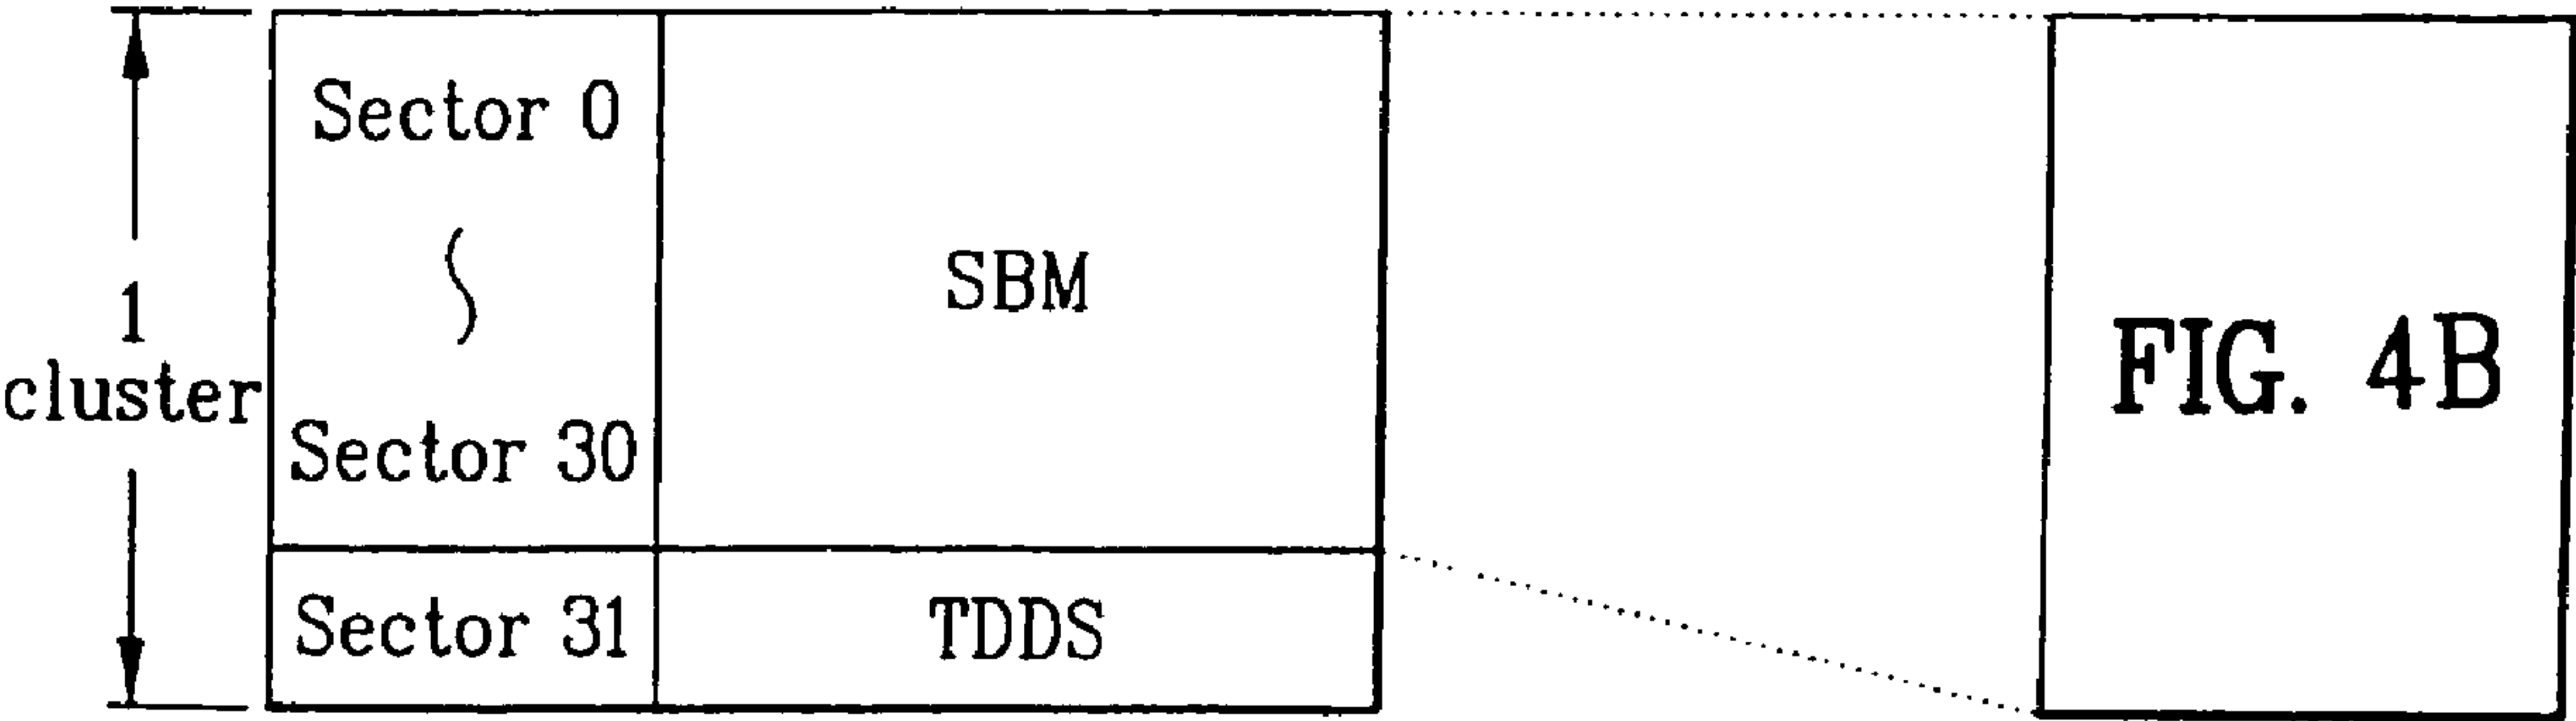 Sector 0
SBM
1
cluster
Sector 30
Sector 31
TDDS
FIG. 4B